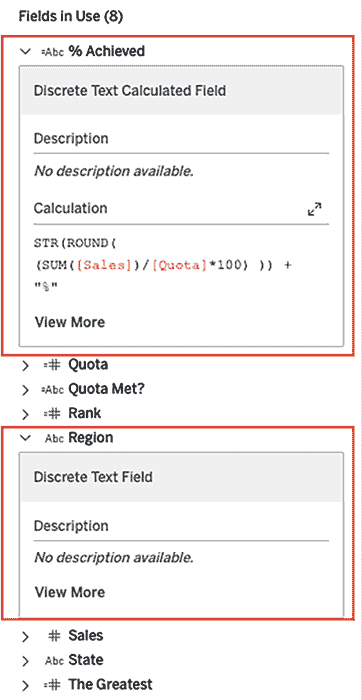 Fields in Use (8)
=Abc % Achieved
Discrete Text Calculated Field
Description
No description available.
Calculation
STR(ROUND(
(SUM([Sales])/[Quota]*100) )) +
"%"
View More
=# Quota
=Abc Quota Met?
=# Rank
Abc Region
Discrete Text Field
Description
No description available.
View More
# Sales
Abc State
=# The Greatest